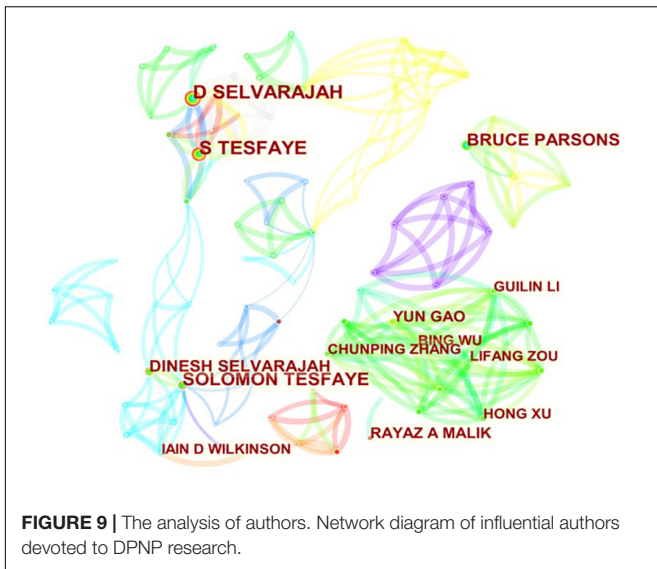 D SELVARAJAH
S TESFAYE
BRUCE PARSONS
GUILIN LI
YUN GAO
BING WU
CHUNPING ZHANG
LIFANG ZOU
DINESH SELVARAJAH
SOLOMON TESFAYE
HONG XU
RAYAZ A MALIK
IAIN D WILKINSON
FIGURE 9 | The analysis of authors. Network diagram of influential authors
devoted to DPNP research.